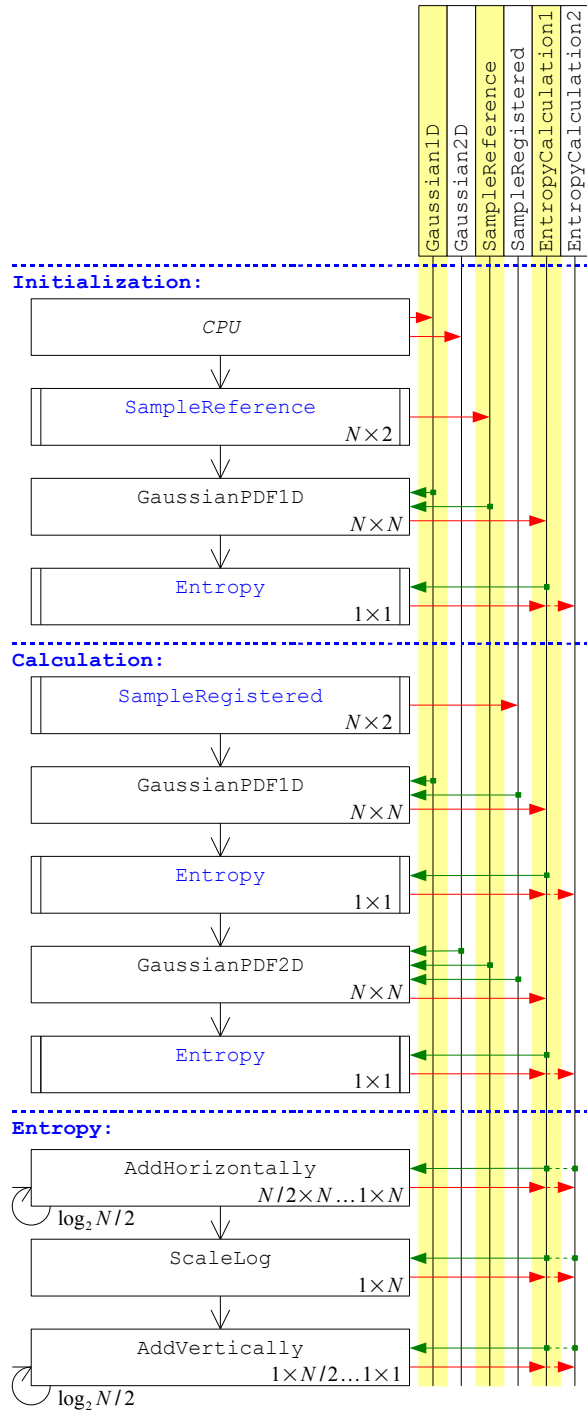 Gaussian1D
Gaussian2D
SampleReference
SampleRegistered
EntropyCalculation1
EntropyCalculation2
Initialization:
CPU
SampleReference
N×2
GaussianPDF1D
N×N
Entropy
1×1
Calculation:
SampleRegistered
N×2
GaussianPDF1D
N×N
Entropy
1×1
GaussianPDF2D
N×N
Entropy
1×1
Entropy:
AddHorizontally
N/2×N...1×N
log₂ N/2
ScaleLog
1×N
AddVertically
1×N/2...1×1
log₂ N/2